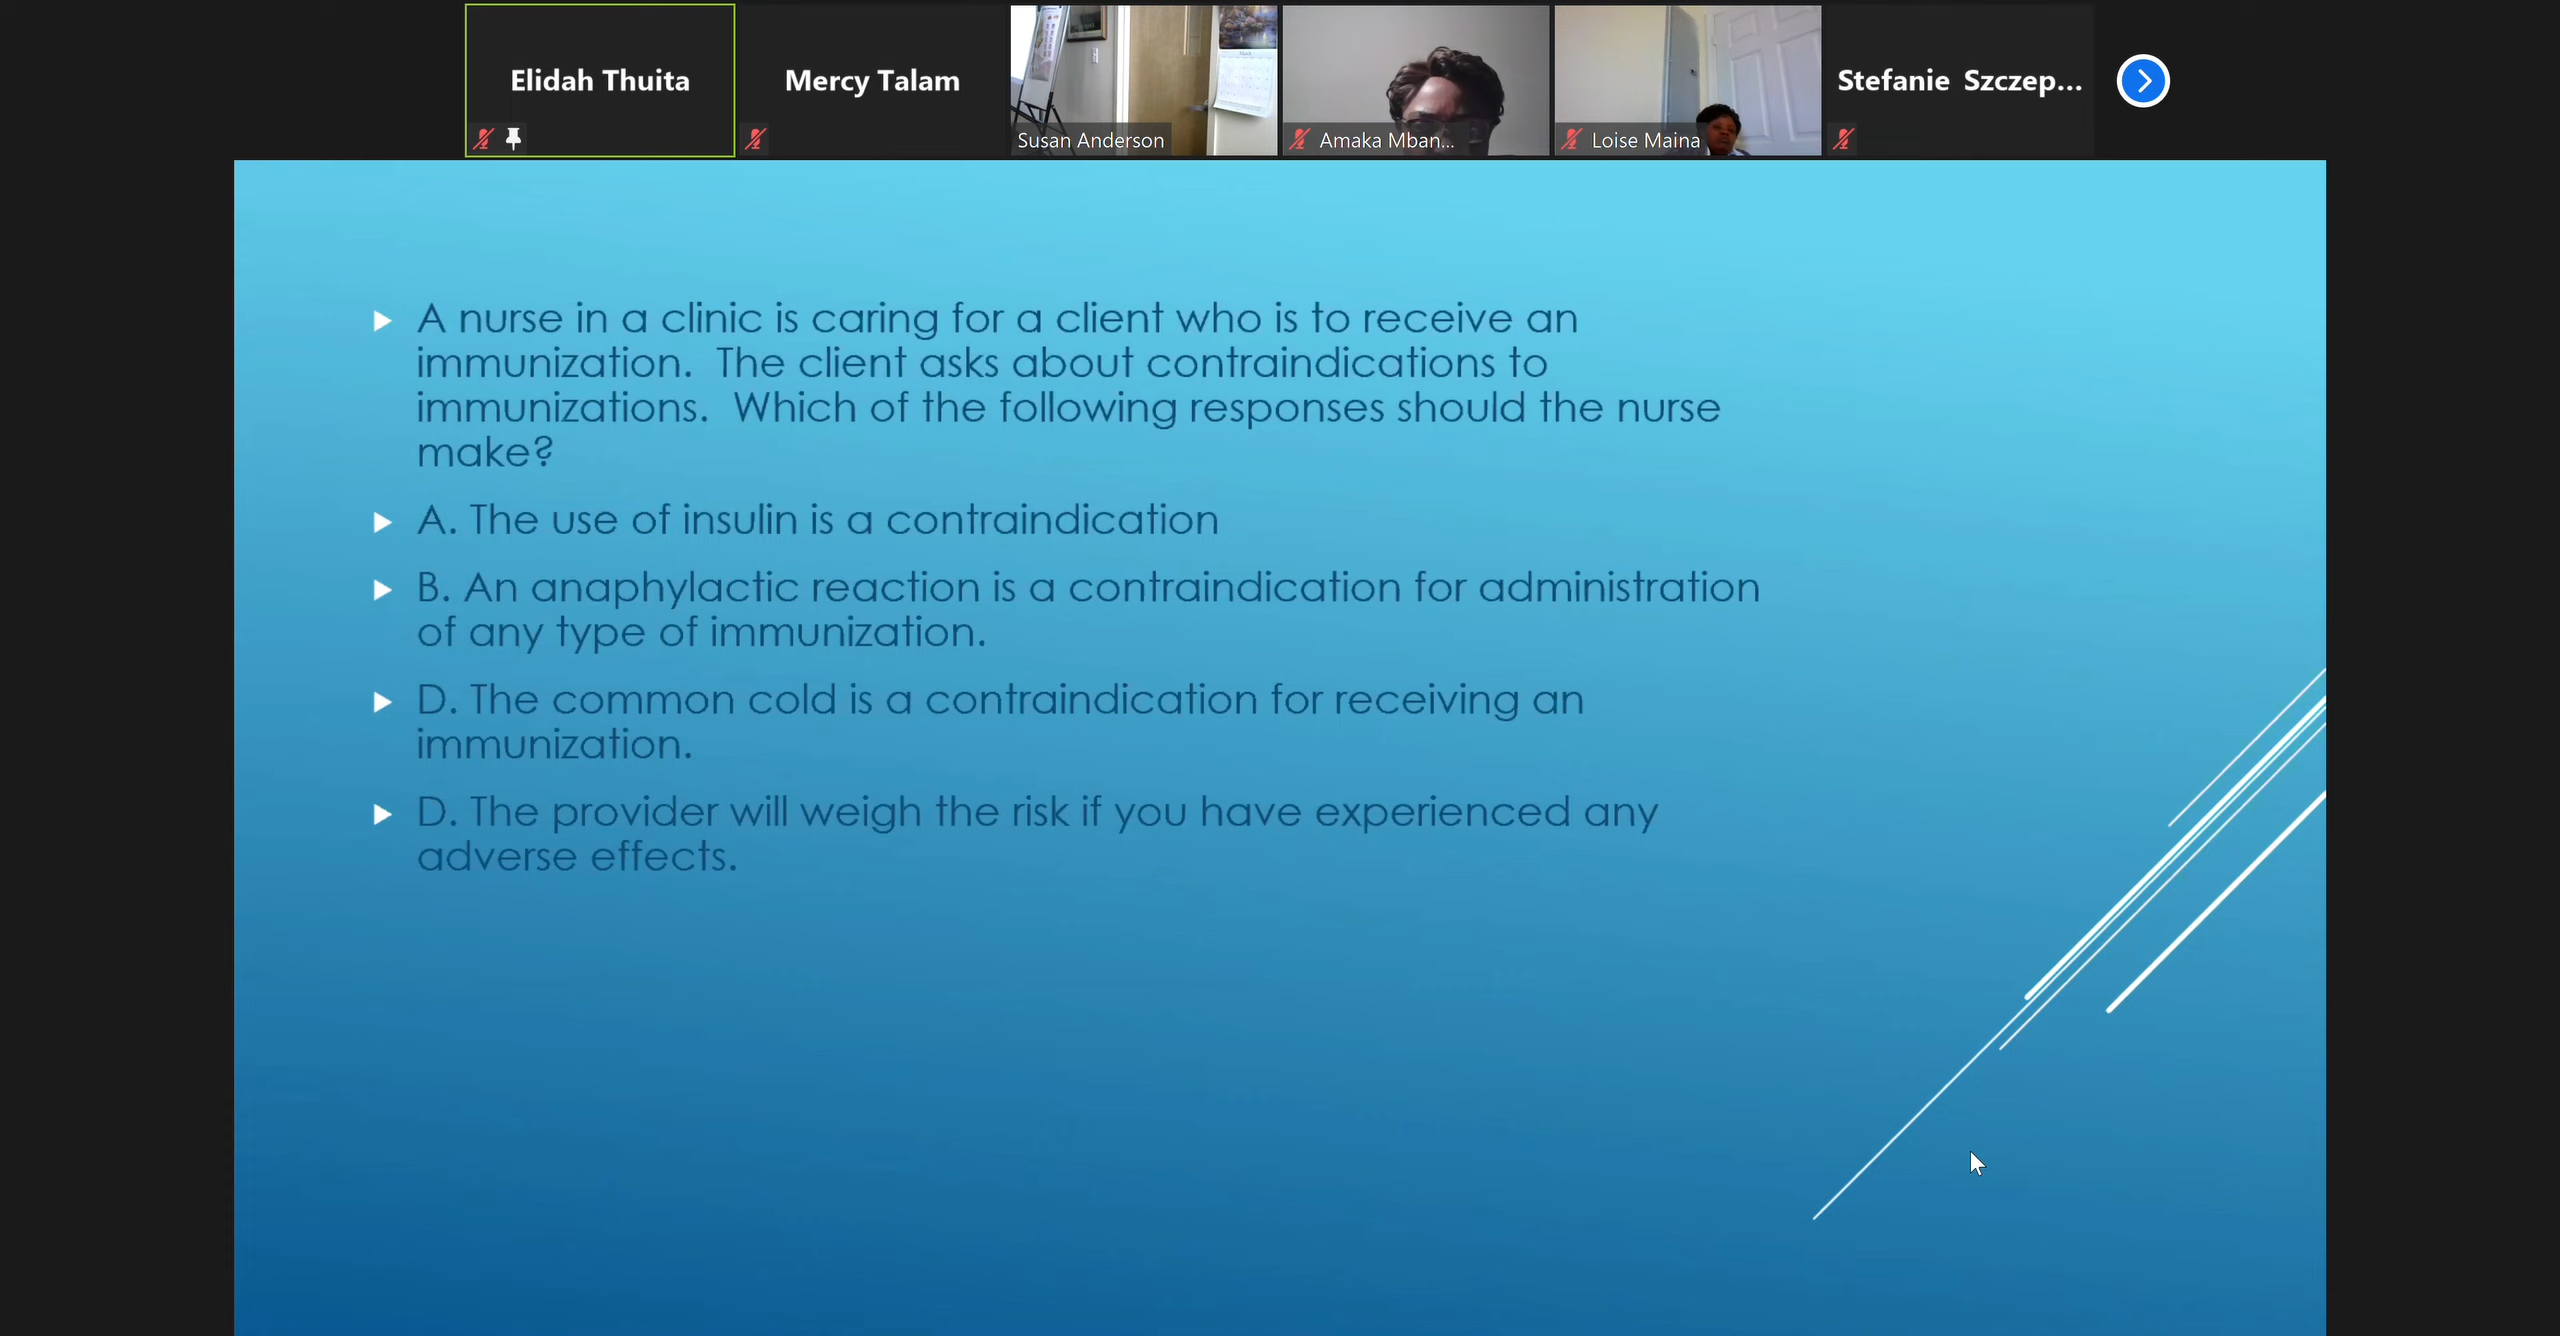 Elidah Thuita
Mercy Talam
Susan Anderson
Amaka Mban...
Loise Maina
Stefanie Szczep...
A nurse in a clinic is caring for a client who is to receive an
immunization. The client asks about contraindications to
immunizations. Which of the following responses should the nurse
make?
A. The use of insulin is a contraindication
B. An anaphylactic reaction is a contraindication for administration
of any type of immunization.
D. The common cold is a contraindication for receiving an
immunization.
D. The provider will weigh the risk if you have experienced any
adverse effects.